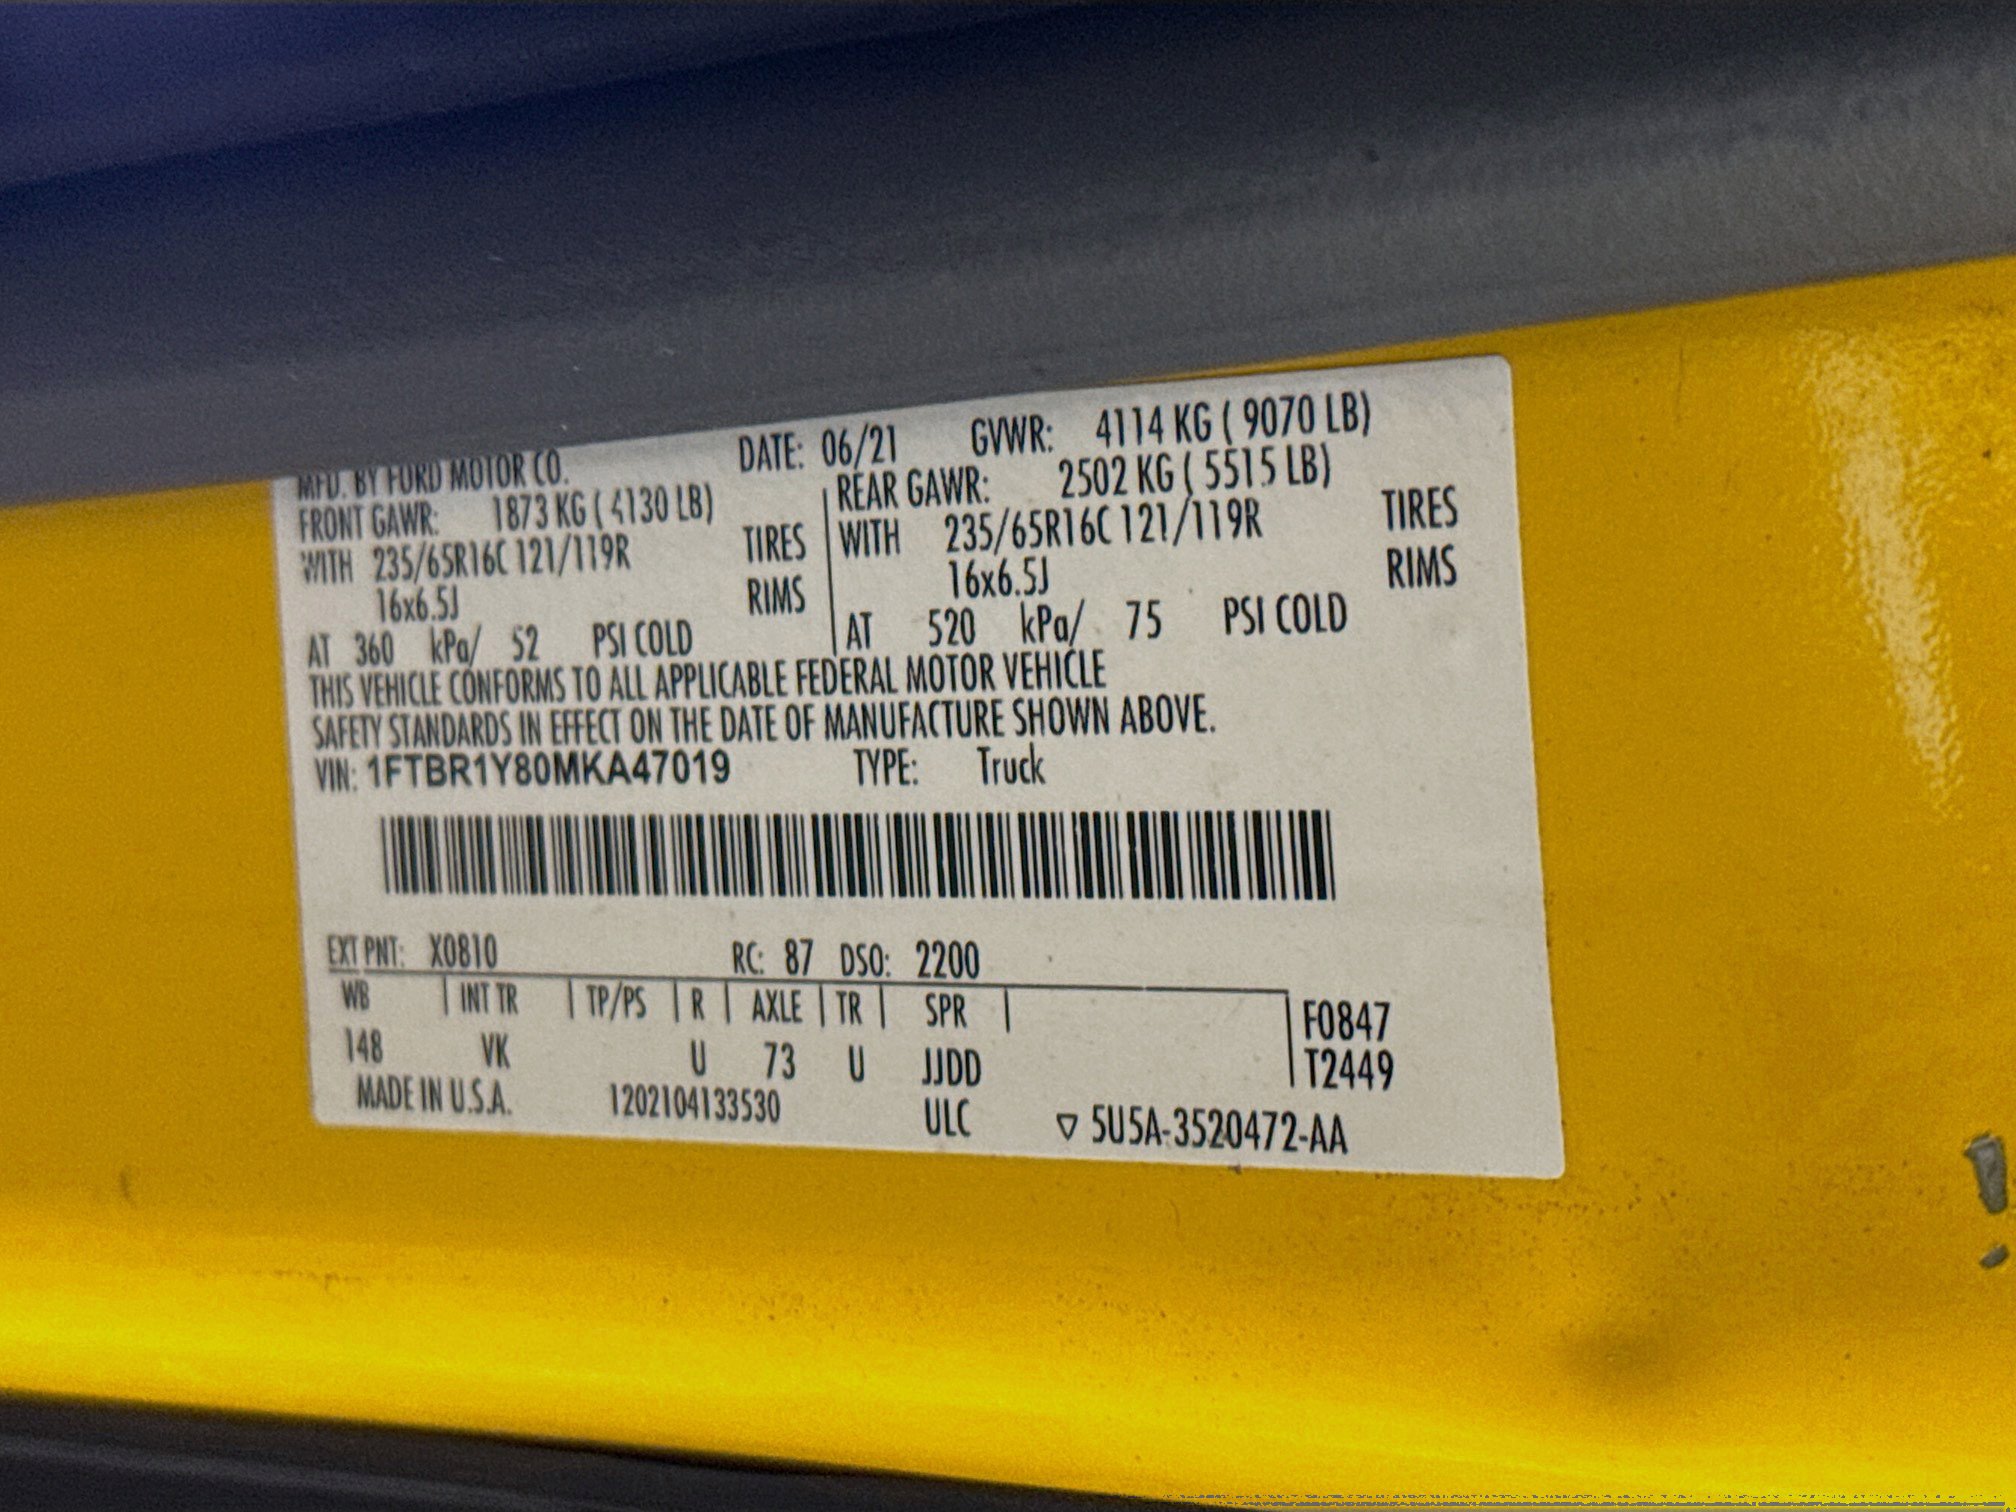 MFD. BY FORD MOTOR CO. DATE: 06/21 GVWR: 4114 KG ( 9070 LB)
FRONT GAWR: 1873 KG ( 4130 LB) REAR GAWR: 2502 KG ( 5515 LB)
WITH 235/65R16C 121/119R TIRES WITH 235/65R16C 121/119R TIRES
16x6.5J RIMS 16x6.5J RIMS
AT 360 kPa/ 52 PSI COLD AT 520 kPa/ 75 PSI COLD
THIS VEHICLE CONFORMS TO ALL APPLICABLE FEDERAL MOTOR VEHICLE
SAFETY STANDARDS IN EFFECT ON THE DATE OF MANUFACTURE SHOWN ABOVE.
VIN: 1FTBR1Y80MKA47019 TYPE: Truck
EXT PNT: X0810 RC: 87 DSO: 2200
WB | INT TR | TP/PS | R | AXLE | TR | SPR | F0847
148 VK U 73 U JJDD T2449
MADE IN U.S.A. 1202104133530 ULC ▽ 5U5A-3520472-AA